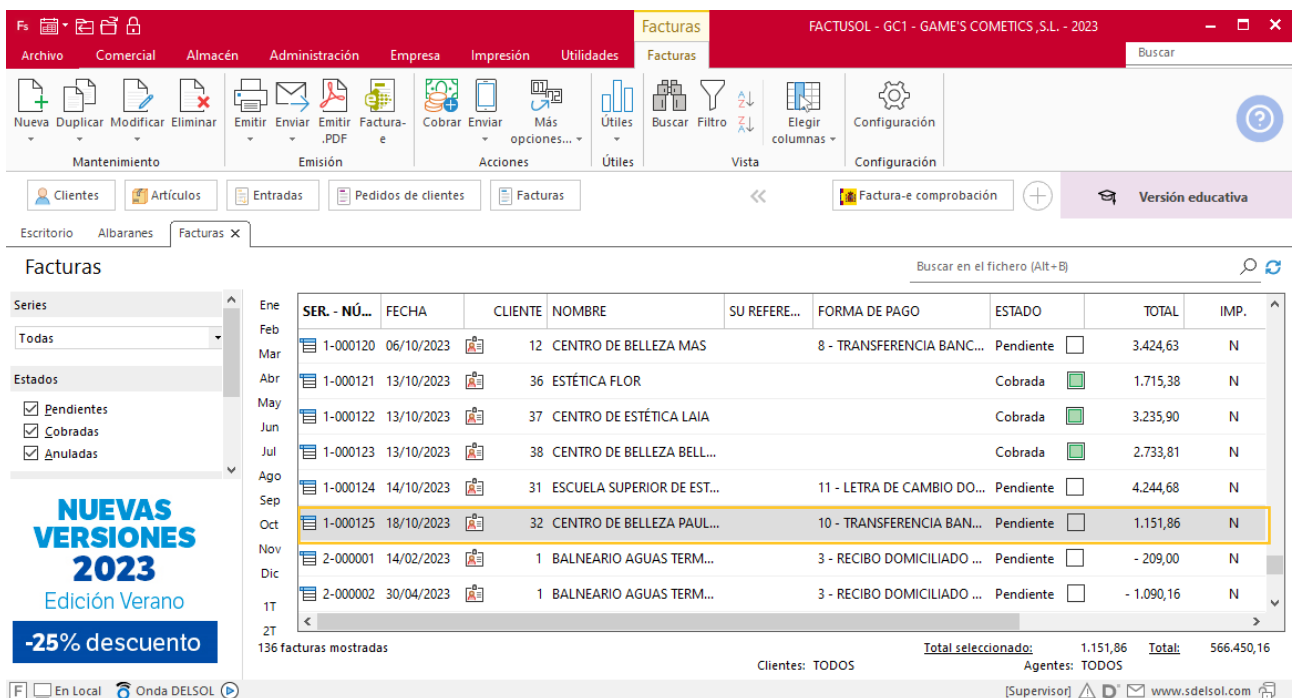 Fs Facturas FACTUSOL - GC1 - GAME'S COMETICS ,S.L. - 2023
Archivo Comercial Almacén Administración Empresa Impresión Utilidades Facturas Buscar
Nueva Duplicar Modificar Eliminar Emitir Enviar Emitir Factura- Cobrar Enviar Más Útiles Buscar Filtro Elegir Configuración
.PDF e opciones... columnas
Mantenimiento Emisión Acciones Útiles Vista Configuración
Clientes Artículos Entradas Pedidos de clientes Facturas Factura-e comprobación Versión educativa
Escritorio Albaranes Facturas X
Facturas Buscar en el fichero (Alt+B)
Series
Todas
Estados
Pendientes
Cobradas
Anuladas
NUEVAS
VERSIONES
2023
Edición Verano
-25% descuento
Ene
Feb
Mar
Abr
May
Jun
Jul
Ago
Sep
Oct
Nov
Dic
1T
2T
SER. - NÚ... FECHA CLIENTE NOMBRE SU REFERE... FORMA DE PAGO ESTADO TOTAL IMP.
1-000120 06/10/2023 12 CENTRO DE BELLEZA MAS 8 - TRANSFERENCIA BANC... Pendiente 3.424,63 N
1-000121 13/10/2023 36 ESTÉTICA FLOR Cobrada 1.715,38 N
1-000122 13/10/2023 37 CENTRO DE ESTÉTICA LAIA Cobrada 3.235,90 N
1-000123 13/10/2023 38 CENTRO DE BELLEZA BELL... Cobrada 2.733,81 N
1-000124 14/10/2023 31 ESCUELA SUPERIOR DE EST... 11 - LETRA DE CAMBIO DO... Pendiente 4.244,68 N
1-000125 18/10/2023 32 CENTRO DE BELLEZA PAUL... 10 - TRANSFERENCIA BAN... Pendiente 1.151,86 N
2-000001 14/02/2023 1 BALNEARIO AGUAS TERM... 3 - RECIBO DOMICILIADO ... Pendiente - 209,00 N
2-000002 30/04/2023 1 BALNEARIO AGUAS TERM... 3 - RECIBO DOMICILIADO ... Pendiente - 1.090,16 N
136 facturas mostradas Total seleccionado: 1.151,86 Total: 566.450,16
Clientes: TODOS Agentes: TODOS
F En Local Onda DELSOL [Supervisor] D www.sdelsol.com